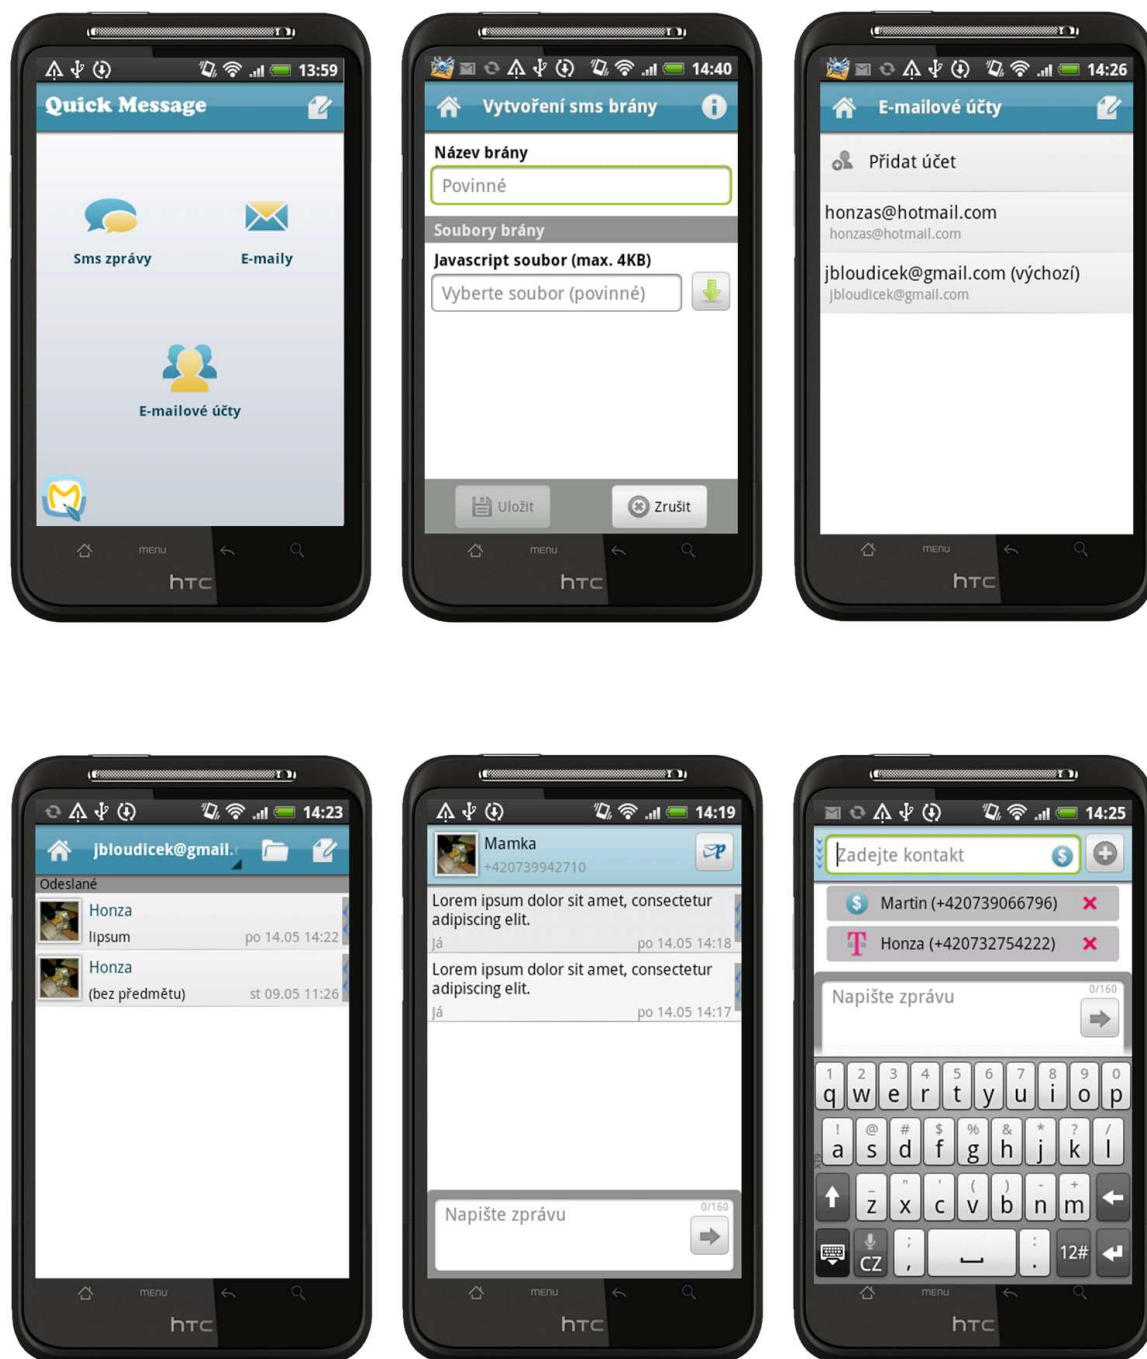 13:59
Quick Message
Sms zprávy
E-maily
E-mailové účty
menu
htc
14:40
Vytvoření sms brány
Název brány
Povinné
Soubory brány
Javascript soubor (max. 4KB)
Vyberte soubor (povinné)
Uložit
Zrušit
menu
htc
14:26
E-mailové účty
Přidat účet
honzas@hotmail.com
honzas@hotmail.com
jbloudicek@gmail.com (výchozí)
jbloudicek@gmail.com
menu
htc
14:23
jbloudicek@gmail.
Odeslané
Honza
lipsum po 14.05 14:22
Honza
(bez předmětu) st 09.05 11:26
menu
htc
14:19
Mamka
+420739942710
Lorem ipsum dolor sit amet, consectetur
adipiscing elit.
Já po 14.05 14:18
Lorem ipsum dolor sit amet, consectetur
adipiscing elit.
Já po 14.05 14:17
Napište zprávu 0/160
menu
htc
14:25
Zadejte kontakt $
$ Martin (+420739066796)
T Honza (+420732754222)
Napište zprávu 0/160
1 2 3 4 5 6 7 8 9 0
q w e r t y u i o p
! @ # $ % & * ? /
a s d f g h j k l
XT9
_ " ' ( ) - +
z x c v b n m
; :
CZ , . 12#
menu
htc